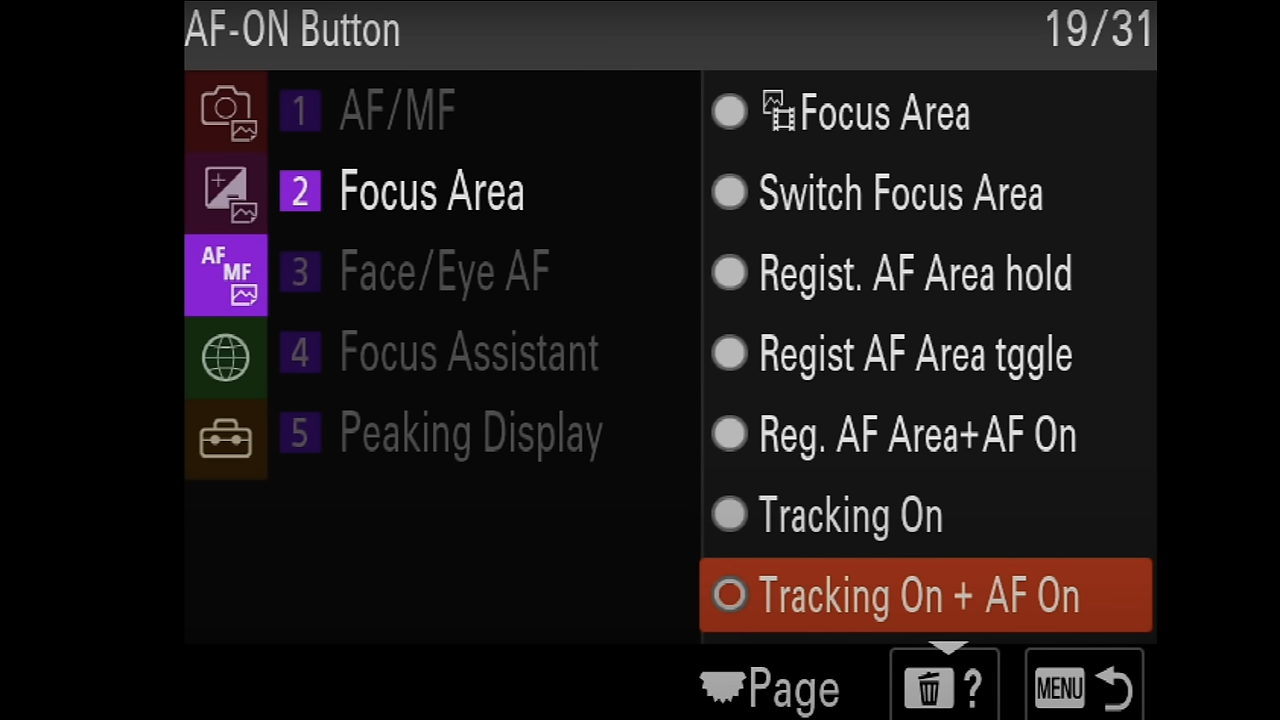 AF-ON Button
19/31
AF
MF
1 AF/MF
2 Focus Area
3 Face/Eye AF
4 Focus Assistant
5 Peaking Display
Focus Area
Switch Focus Area
Regist. AF Area hold
Regist AF Area tggle
Reg. AF Area+AF On
Tracking On
Tracking On + AF On
Page
?
MENU